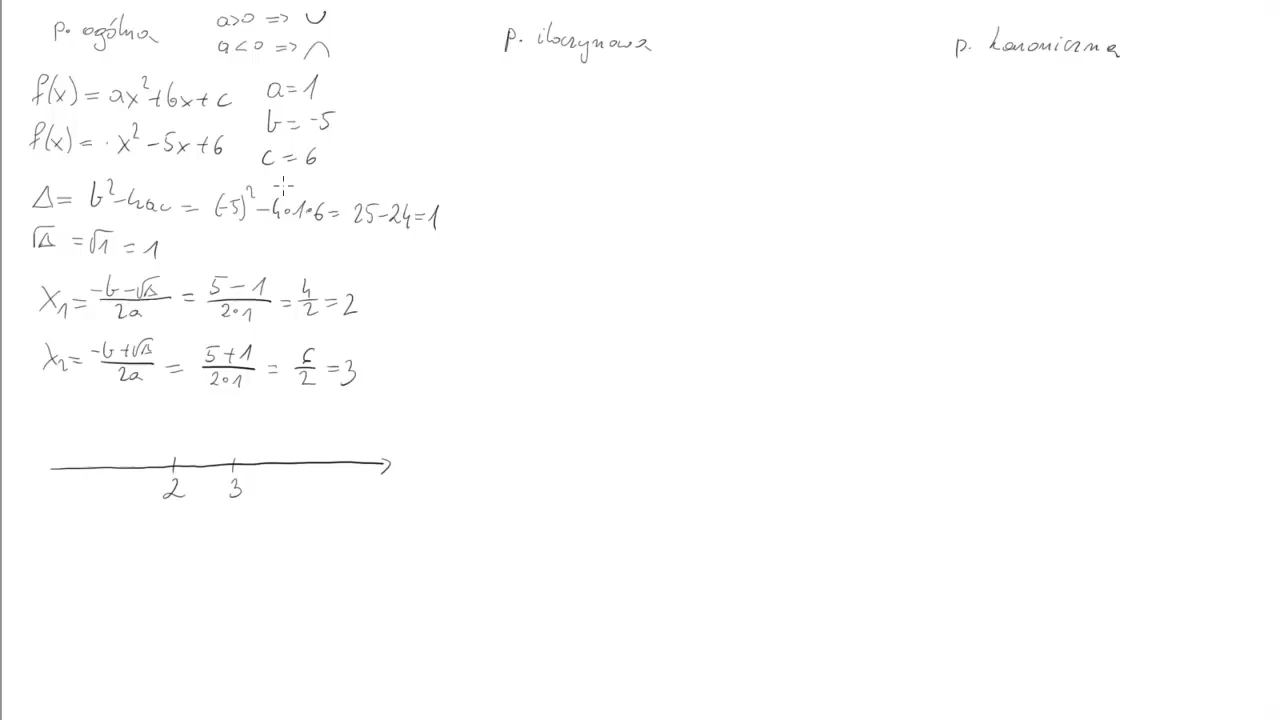 p. ogólna
a>0 => ∪
a<0 => ∩
p. iloczynowa
p. kanoniczna
f(x) = ax²+bx+c
a=1
f(x) = x²-5x+6
b=-5
c=6
Δ= b²-4ac = (-5)²-4•1•6= 25-24=1
√Δ =√1 =1
x₁= -b-√Δ/2a = 5-1/2•1 = 4/2 =2
x₂= -b+√Δ/2a = 5+1/2•1 = 6/2 =3
2 3